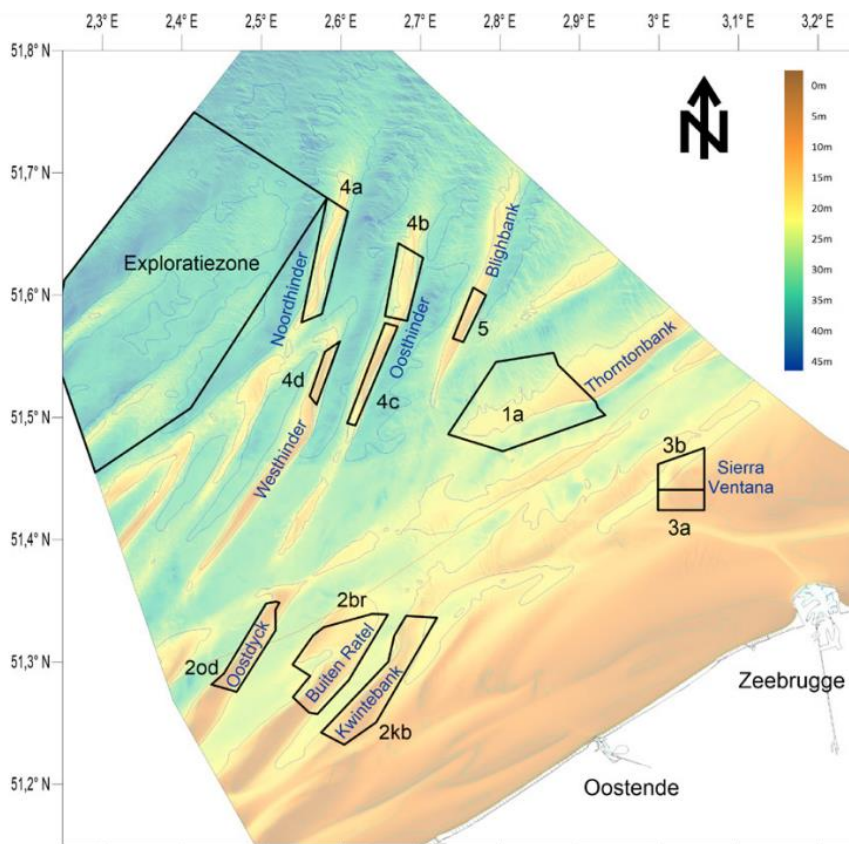 2,3° E
2,4° E
2,5° E
2,6° E
2,7° E
2,8° E
2,9° E
3° E
3,1° E
3,2° E
51,8° N
0m
5m
10m
15m
20m
25m
30m
35m
40m
45m
N
51,7° N
4a
4b
Blighbank
Exploratiezone
Noordhinder
51,6° N
Oosthinder
5
Thorntonbank
4d
4c
1a
51,5° N
Westhinder
3b
Sierra
Ventana
3a
51,4° N
2br
51,3° N
2od
Oostdyck
Buiten Ratel
Kwintebank
2kb
Zeebrugge
51,2° N
Oostende